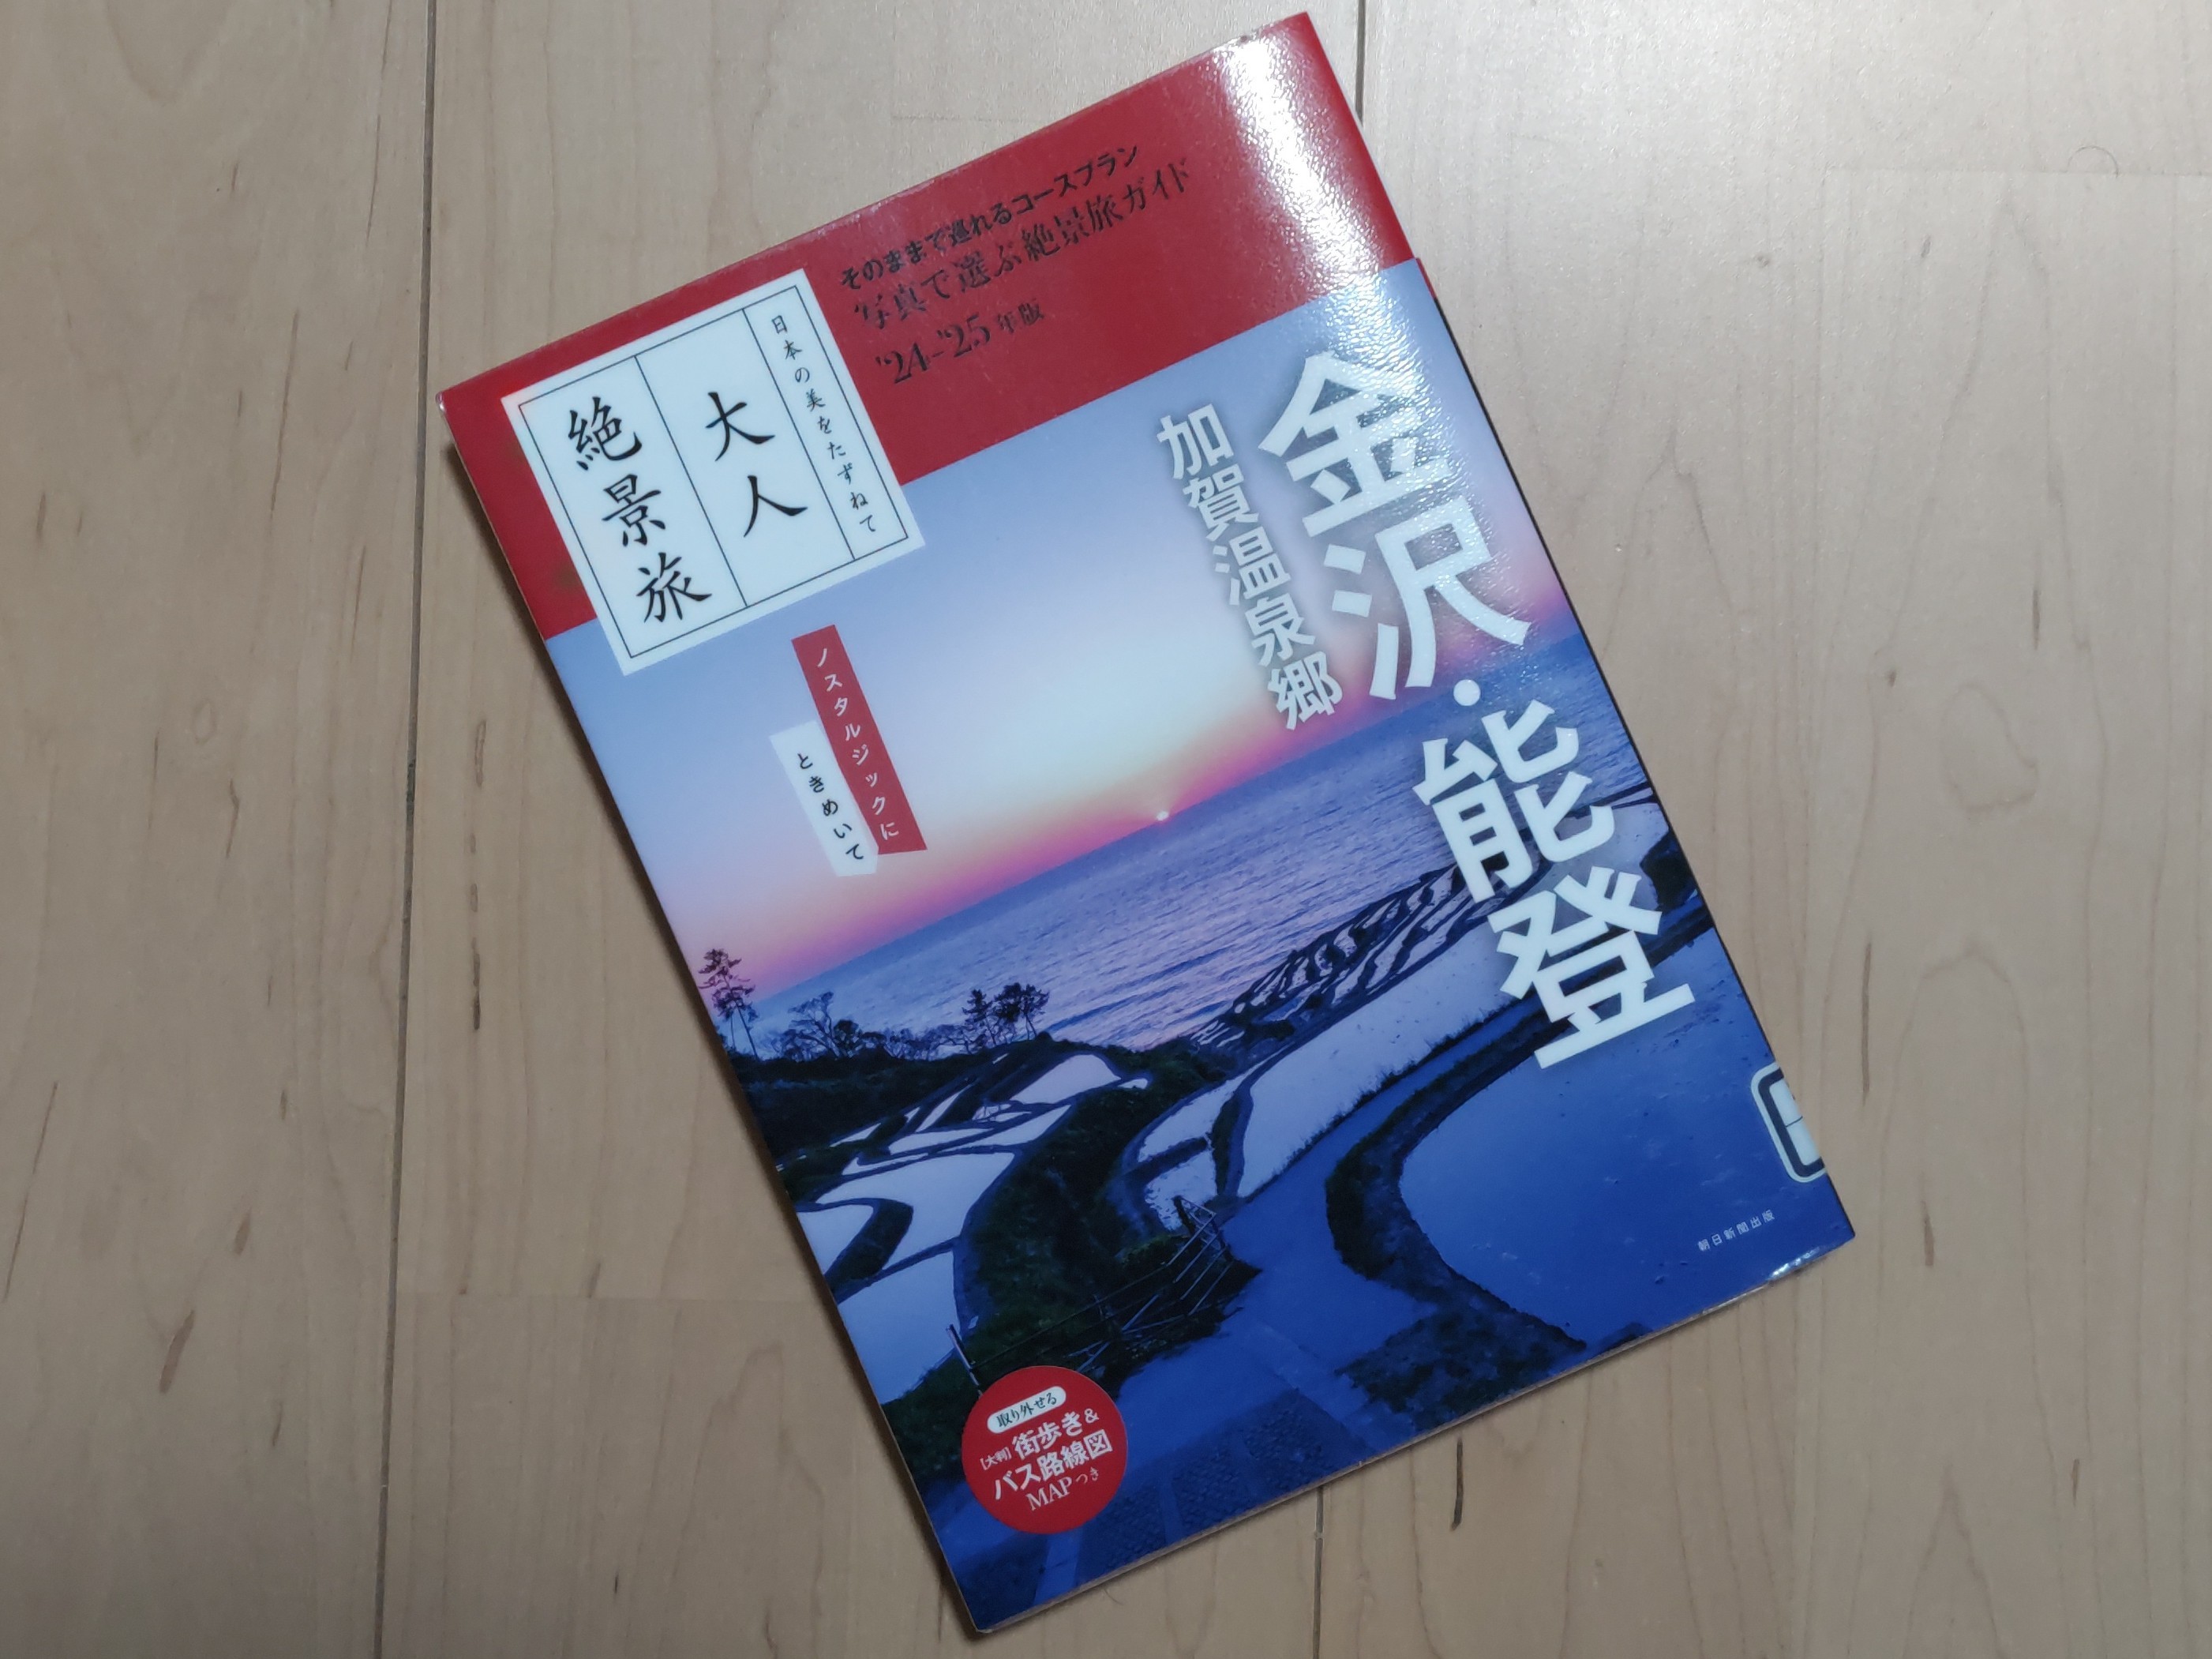 そのままで巡れるコースプラン
写真で選ぶ絶景旅ガイド
'24-'25年版
日本の美をたずねて
大人
絶景旅
ノスタルジックに
ときめいて
金沢・能登
加賀温泉郷
取り外せる
[大判]街歩き&
バス路線図
MAPつき
朝日新聞出版